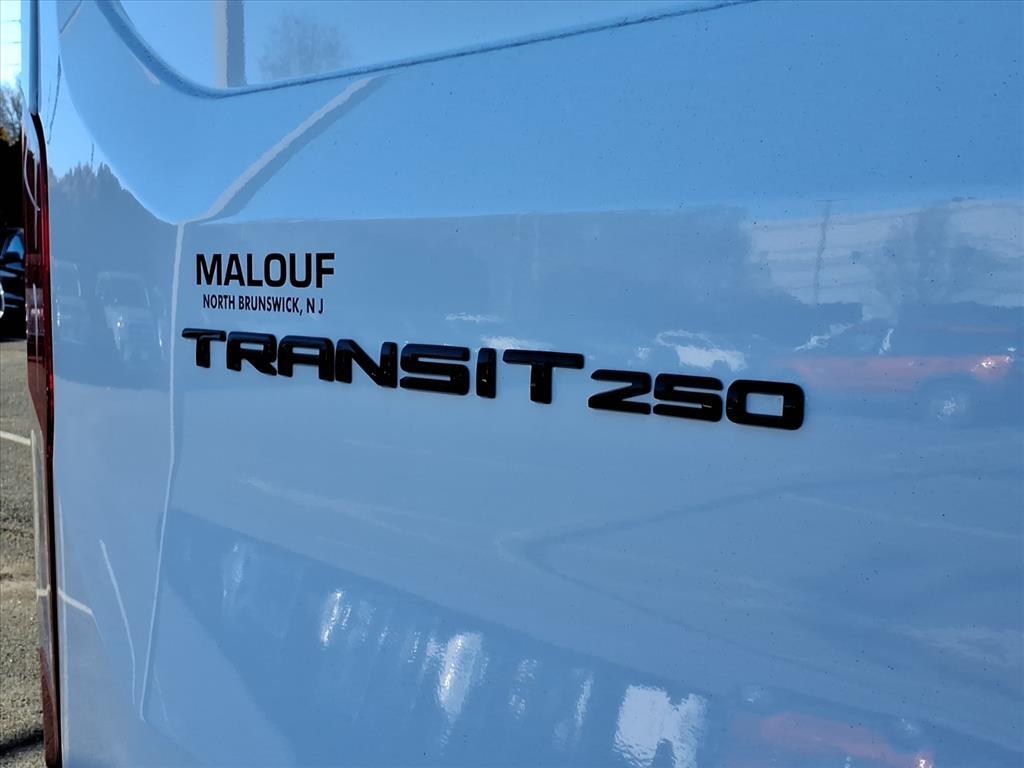 MALOUF
NORTH BRUNSWICK, N J
TRANSIT 250